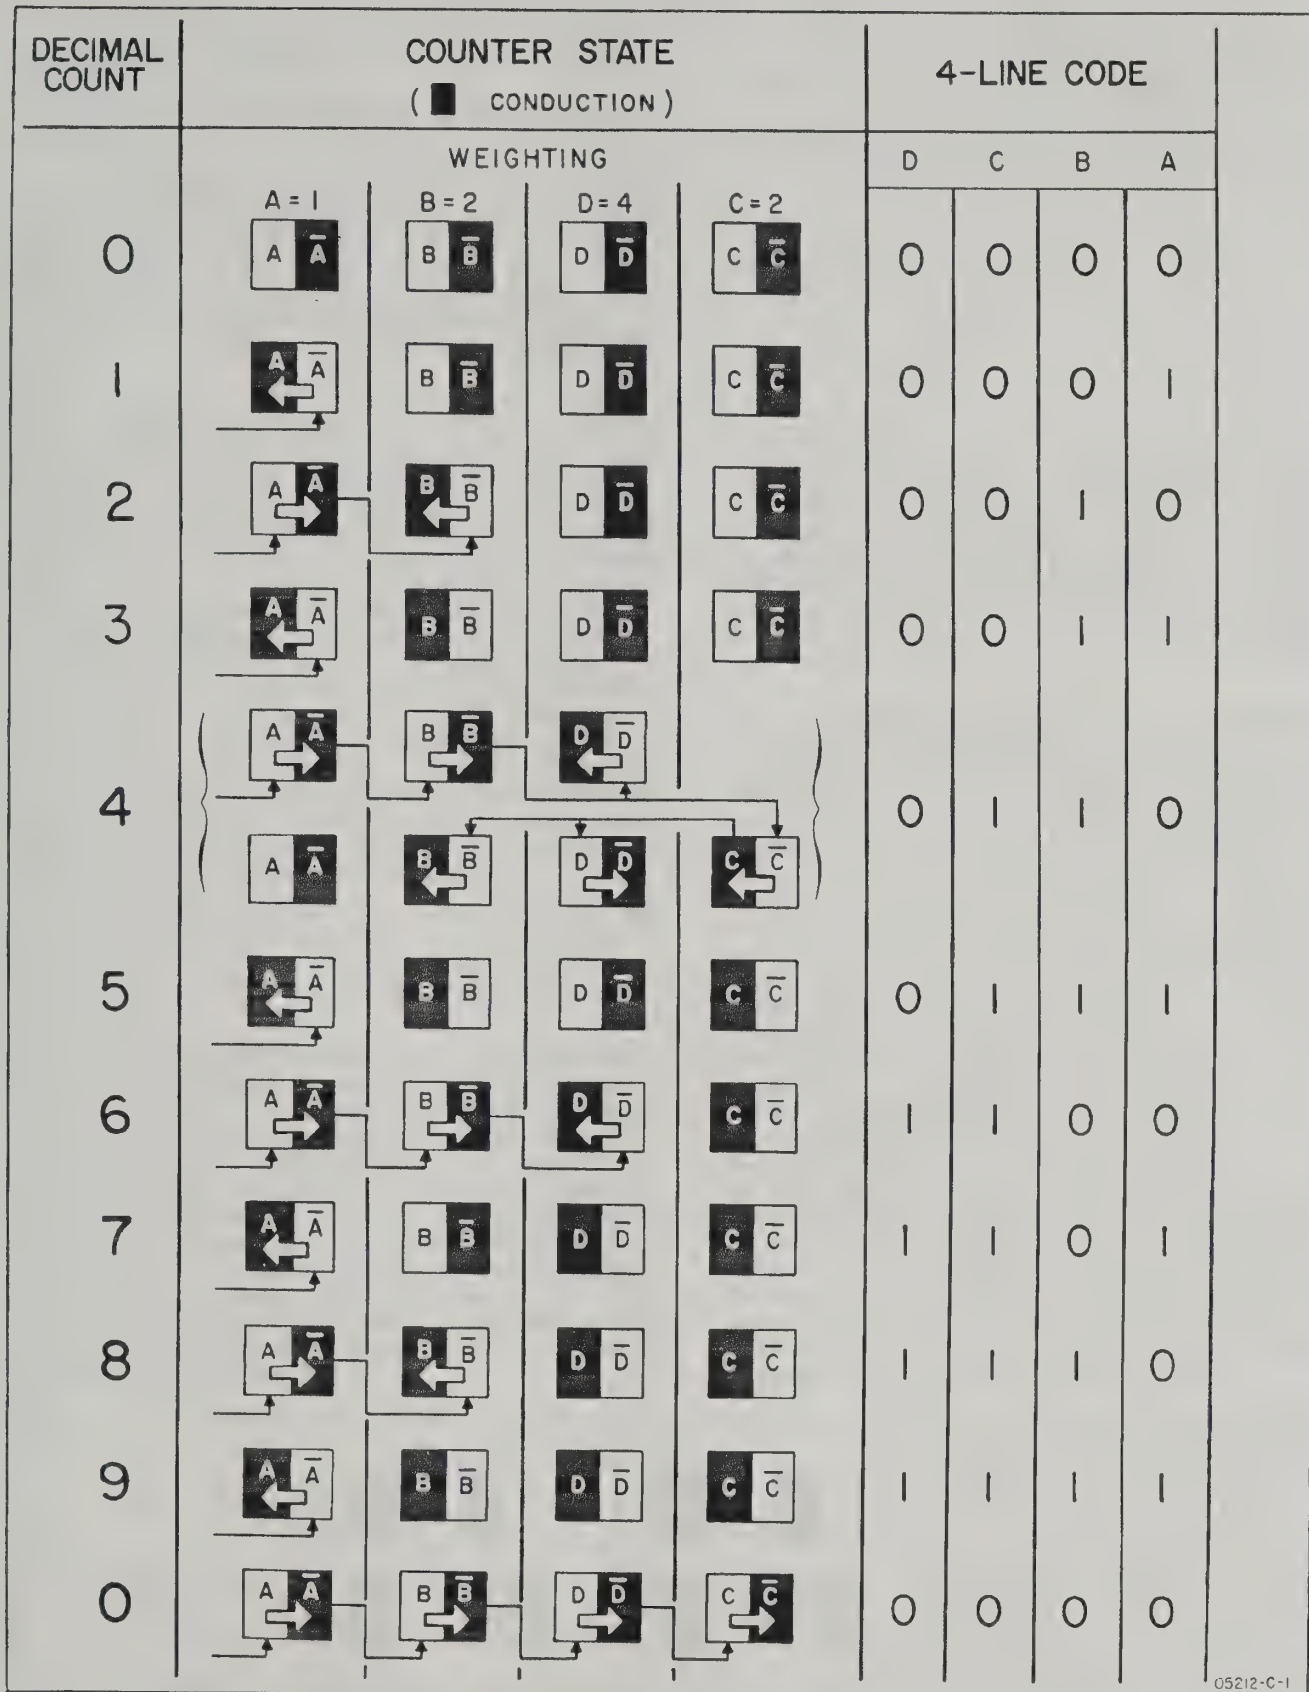 DECIMAL COUNT
COUNTER STATE
( CONDUCTION )
4-LINE CODE
WEIGHTING
D C B A
A = 1 B = 2 D = 4 C = 2
0 A A̅ B B̅ D D̅ C C̅ 0 0 0 0
1 A A̅ B B̅ D D̅ C C̅ 0 0 0 1
2 A A̅ B B̅ D D̅ C C̅ 0 0 1 0
3 A A̅ B B̅ D D̅ C C̅ 0 0 1 1
A A̅ B B̅ D D̅
4 0 1 1 0
A A̅ B B̅ D D̅ C C̅
5 A A̅ B B̅ D D̅ C C̅ 0 1 1 1
6 A A̅ B B̅ D D̅ C C̅ 1 1 0 0
7 A A̅ B B̅ D D̅ C C̅ 1 1 0 1
8 A A̅ B B̅ D D̅ C C̅ 1 1 1 0
9 A A̅ B B̅ D D̅ C C̅ 1 1 1 1
0 A A̅ B B̅ D D̅ C C̅ 0 0 0 0
05212-C-1